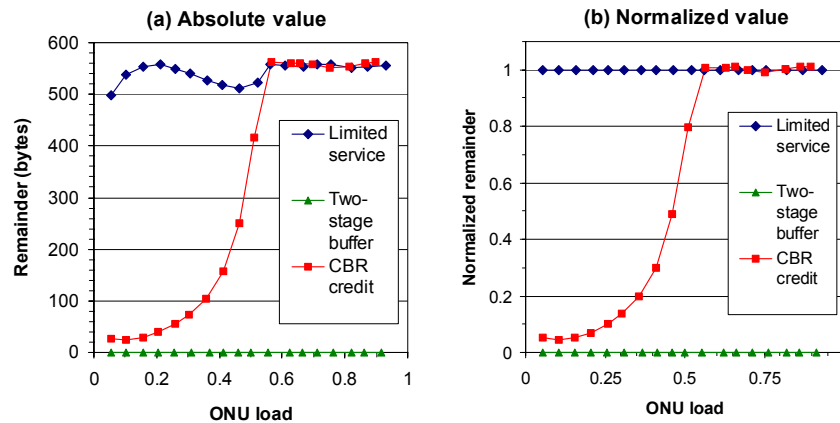 (a) Absolute value
600
500
400
300
200
100
0
Remainder (bytes)
0
0.2
0.4
0.6
0.8
1
ONU load
Limited
service
Two-
stage
buffer
CBR
credit
(b) Normalized value
1
0.8
0.6
0.4
0.2
0
Normalized remainder
0
0.25
0.5
0.75
ONU load
Limited
service
Two-
stage
buffer
CBR
credit